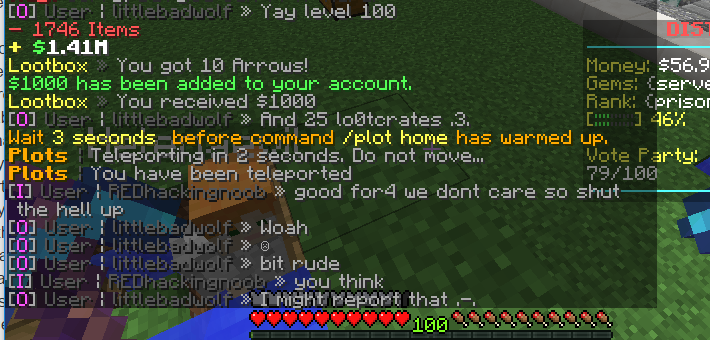 [O] User ¦ littlebadwolf » Yay level 100
- 1746 Items
+ $1.41M
Lootbox » You got 10 Arrows!
$1000 has been added to your account.
Lootbox » You received $1000
[O] User ¦ littlebadwolf » And 25 lo0tcrates .3.
Wait 3 seconds before command /plot home has warmed up.
Plots | Teleporting in 2 seconds. Do not move...
Plots | You have been teleported
[I] User ¦ REDhackingnoob » good for4 we dont care so shut
the hell up
[O] User ¦ littlebadwolf » Woah
[O] User ¦ littlebadwolf » @
[O] User ¦ littlebadwolf » bit rude
[I] User ¦ REDhackingnoob » you think
[O] User ¦ littlebadwolf » I might report that .-.
DIST
Money: $56.9
Gems: (serve
Rank: (prison
46%
Vote Party:
79/100
100